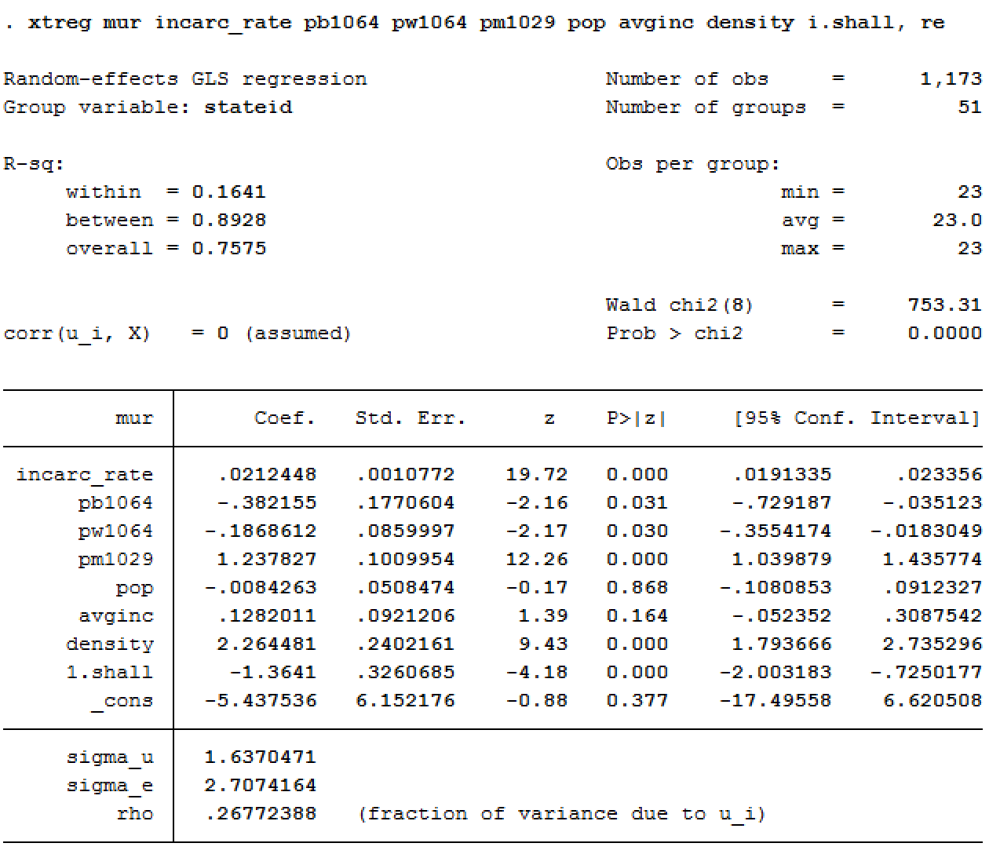 . xtreg mur incarc_rate pb1064 pw1064 pm1029 pop avginc density i.shall, re
Random-effects GLS regression Number of obs = 1,173
Group variable: stateid Number of groups = 51
R-sq: Obs per group:
within = 0.1641 min = 23
between = 0.8928 avg = 23.0
overall = 0.7575 max = 23
Wald chi2(8) = 753.31
corr(u_i, X) = 0 (assumed) Prob > chi2 = 0.0000
mur Coef. Std. Err. z P>|z| [95% Conf. Interval]
incarc_rate .0212448 .0010772 19.72 0.000 .0191335 .023356
pb1064 -.382155 .1770604 -2.16 0.031 -.729187 -.035123
pw1064 -.1868612 .0859997 -2.17 0.030 -.3554174 -.0183049
pm1029 1.237827 .1009954 12.26 0.000 1.039879 1.435774
pop -.0084263 .0508474 -0.17 0.868 -.1080853 .0912327
avginc .1282011 .0921206 1.39 0.164 -.052352 .3087542
density 2.264481 .2402161 9.43 0.000 1.793666 2.735296
1.shall -1.3641 .3260685 -4.18 0.000 -2.003183 -.7250177
_cons -5.437536 6.152176 -0.88 0.377 -17.49558 6.620508
sigma_u 1.6370471
sigma_e 2.7074164
rho .26772388 (fraction of variance due to u_i)